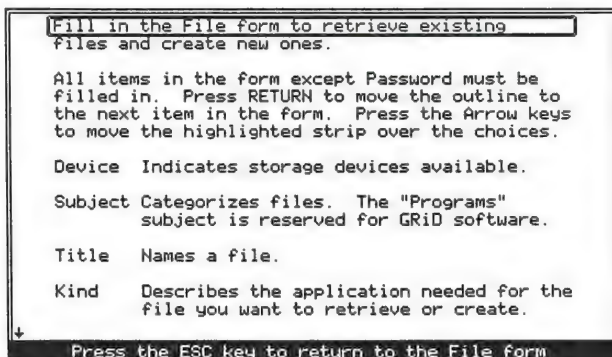 Fill in the File form to retrieve existing
files and create new ones.
All items in the form except Password must be
filled in. Press RETURN to move the outline to
the next item in the form. Press the Arrow keys
to move the highlighted strip over the choices.
Device Indicates storage devices available.
Subject Categorizes files. The "Programs"
subject is reserved for GRiD software.
Title Names a file.
Kind Describes the application needed for the
file you want to retrieve or create.
Press the ESC key to return to the File form